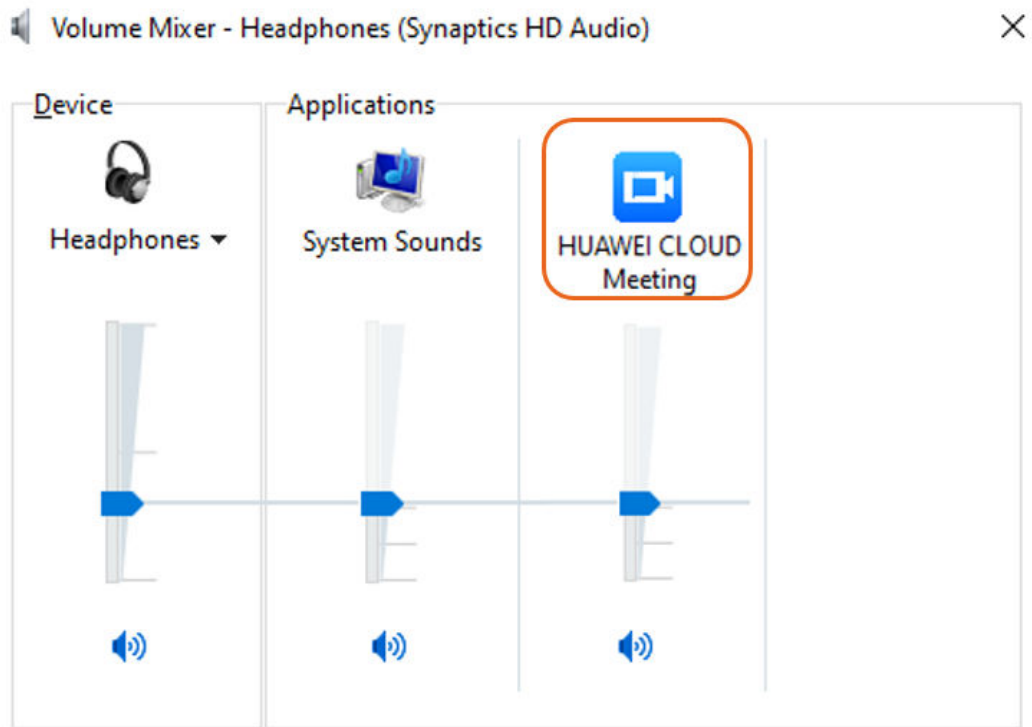 Volume Mixer - Headphones (Synaptics HD Audio)
Device
Applications
Headphones
System Sounds
HUAWEI CLOUD
Meeting